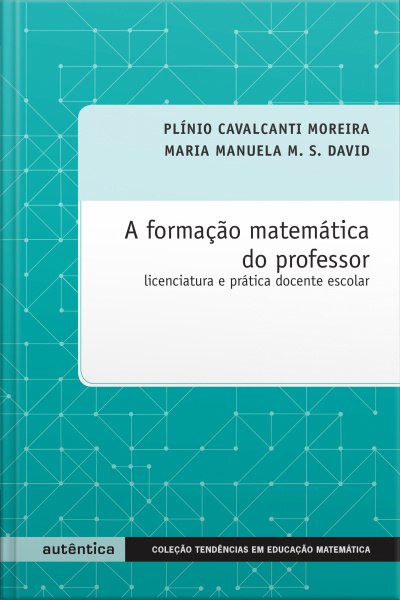 PLÍNIO CAVALCANTI MOREIRA
MARIA MANUELA M. S. DAVID
A formação matemática
do professor
licenciatura e prática docente escolar
autêntica
COLEÇÃO TENDÊNCIAS EM EDUCAÇÃO MATEMÁTICA